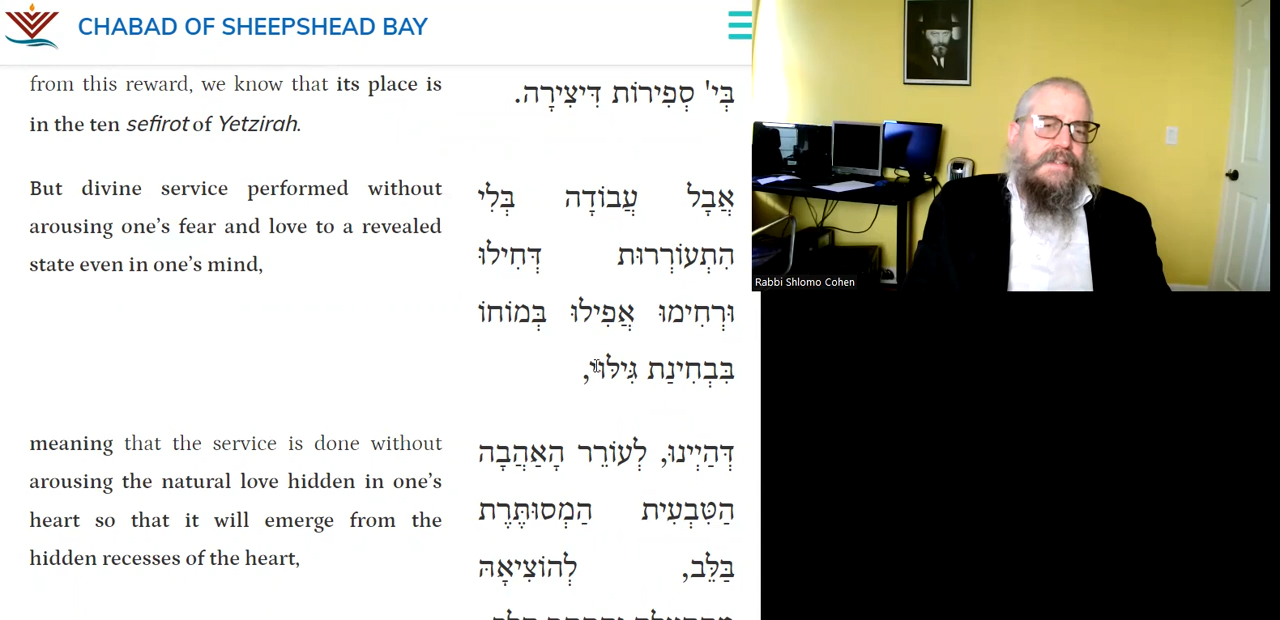 CHABAD OF SHEEPSHEAD BAY
from this reward, we know that its place is
in the ten sefirot of Yetzirah.
But divine service performed without
arousing one’s fear and love to a revealed
state even in one’s mind,
meaning that the service is done without
arousing the natural love hidden in one’s
heart so that it will emerge from the
hidden recesses of the heart,
בְּי' סְפִירוֹת דִּיצִירָה.
אֲבָל עֲבוֹדָה בְּלִי
הִתְעוֹרְרוּת דְּחִילוּ
וּרְחִימוּ אֲפִילוּ בְּמוֹחוֹ
בִּבְחִינַת גִּילּוּי,
דְּהַיְינוּ, לְעוֹרֵר הָאַהֲבָה
הַטִּבְעִית הַמְסוּתֶּרֶת
בַּלֵּב, לְהוֹצִיאָהּ
Rabbi Shlomo Cohen